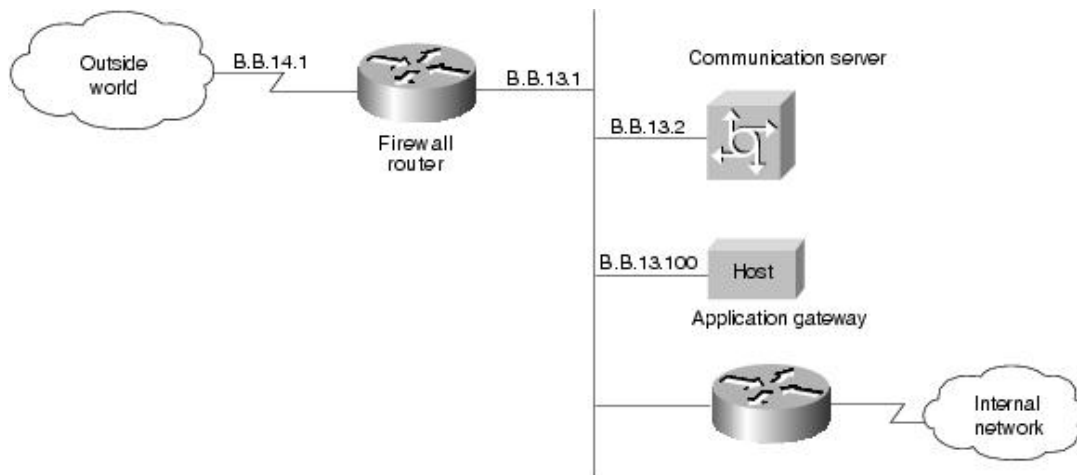 Outside
world
B.B.14.1
Firewall
router
B.B.13.1
Communication server
B.B.13.2
B.B.13.100
Host
Application gateway
Internal
network